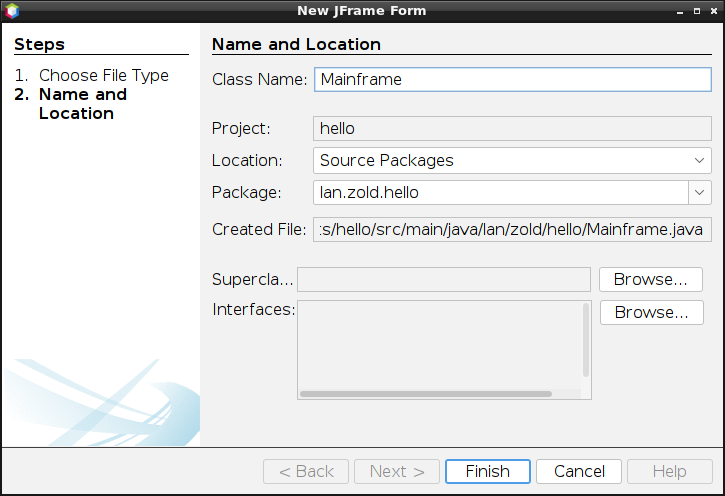 New JFrame Form
Steps
1. Choose File Type
2. Name and
Location
Name and Location
Class Name: Mainframe
Project: hello
Location: Source Packages
Package: lan.zold.hello
Created File: :s/hello/src/main/java/lan/zold/hello/Mainframe.java
Supercla... Browse...
Interfaces: Browse...
< Back Next > Finish Cancel Help